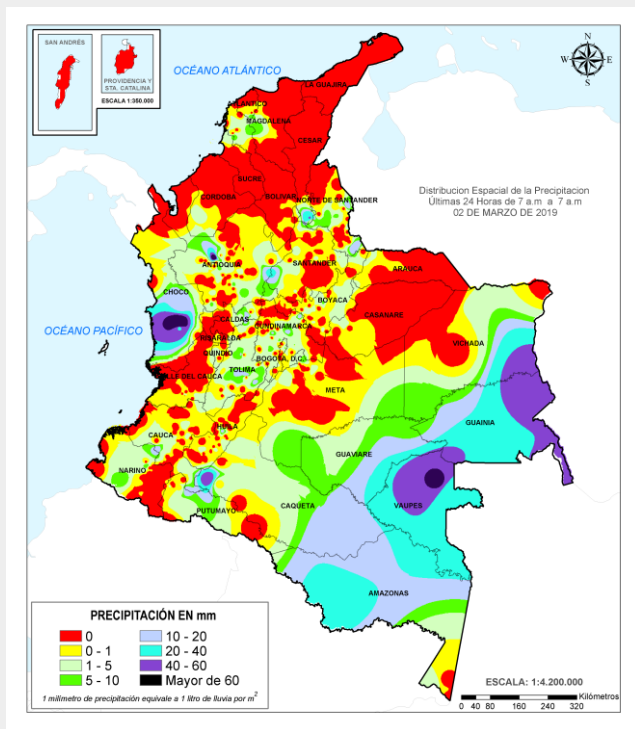 SAN ANDRÉS
PROVIDENCIA Y
STA. CATALINA
ESCALA 1:350.000
OCÉANO ATLÁNTICO
N
W
E
S
LA GUAJIRA
ATLANTICO
MAGDALENA
CESAR
SUCRE
CORDOBA
BOLIVAR
NORTE DE SANTANDER
Distribucion Espacial de la Precipitacion
Últimas 24 Horas de 7 a.m a 7 a.m
02 DE MARZO DE 2019
ANTIOQUIA
SANTANDER
ARAUCA
CHOCO
BOYACA
CASANARE
OCÉANO PACÍFICO
CALDAS
CUNDINAMARCA
RISARALDA
VICHADA
QUINDIO
BOGOTA, D.C.
TOLIMA
VALLE DEL CAUCA
META
GUAINIA
CAUCA
HUILA
GUAVIARE
NARINO
CAQUETA
VAUPES
PUTUMAYO
AMAZONAS
PRECIPITACIÓN EN mm
0
10 - 20
0 - 1
20 - 40
1 - 5
40 - 60
5 - 10
Mayor de 60
1 milimetro de precipitación equivale a 1 litro de lluvia por m²
ESCALA: 1:4.200.000
Kilómetros
0 40 80 160 240 320